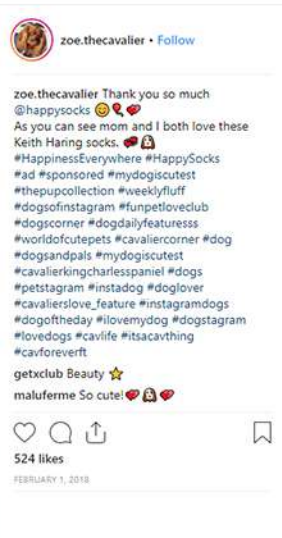 zoe.thecavalier • Follow
zoe.thecavalier Thank you so much
@happysocks 😊🧦💝
As you can see mom and I both love these
Keith Haring socks. 💕🐶
#HappinessEverywhere #HappySocks
#ad #sponsored #mydogiscutest
#thepupcollection #weeklyfluff
#dogsofinstagram #funpetloveclub
#dogscorner #dogdailyfeaturesss
#worldofcutepets #cavaliercorner #dog
#dogsandpals #mydogiscutest
#cavalierkingcharlesspaniel #dogs
#petstagram #instadog #doglover
#cavalierslove_feature #instagramdogs
#dogoftheday #ilovemydog #dogstagram
#lovedogs #cavlife #itsacavthing
#cavforeverft
getxclub Beauty ⭐
maluferme So cute!💝🐶💝
524 likes
FEBRUARY 1, 2018